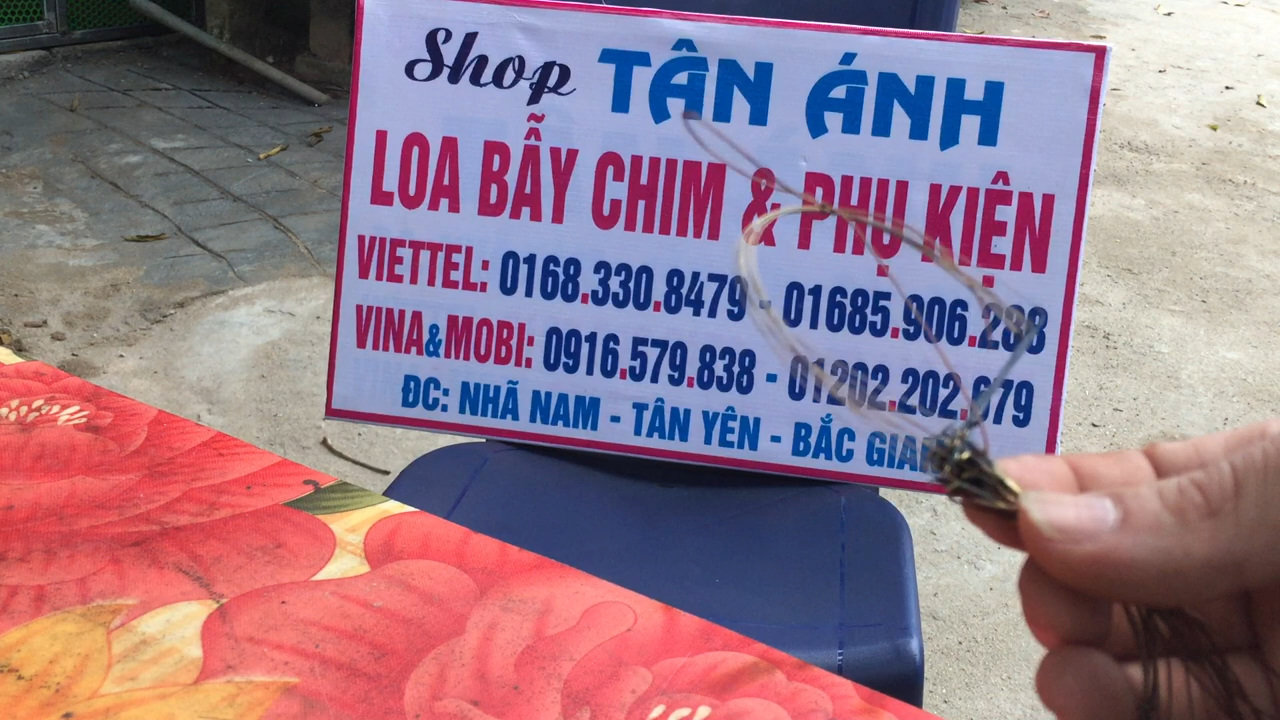 Shop TÂN ÁNH
LOA BẪY CHIM & PHỤ KIỆN
VIETTEL: 0168.330.8479 - 01685.906.288
VINA&MOBI: 0916.579.838 - 01202.202.679
ĐC: NHÃ NAM - TÂN YÊN - BẮC GIANG